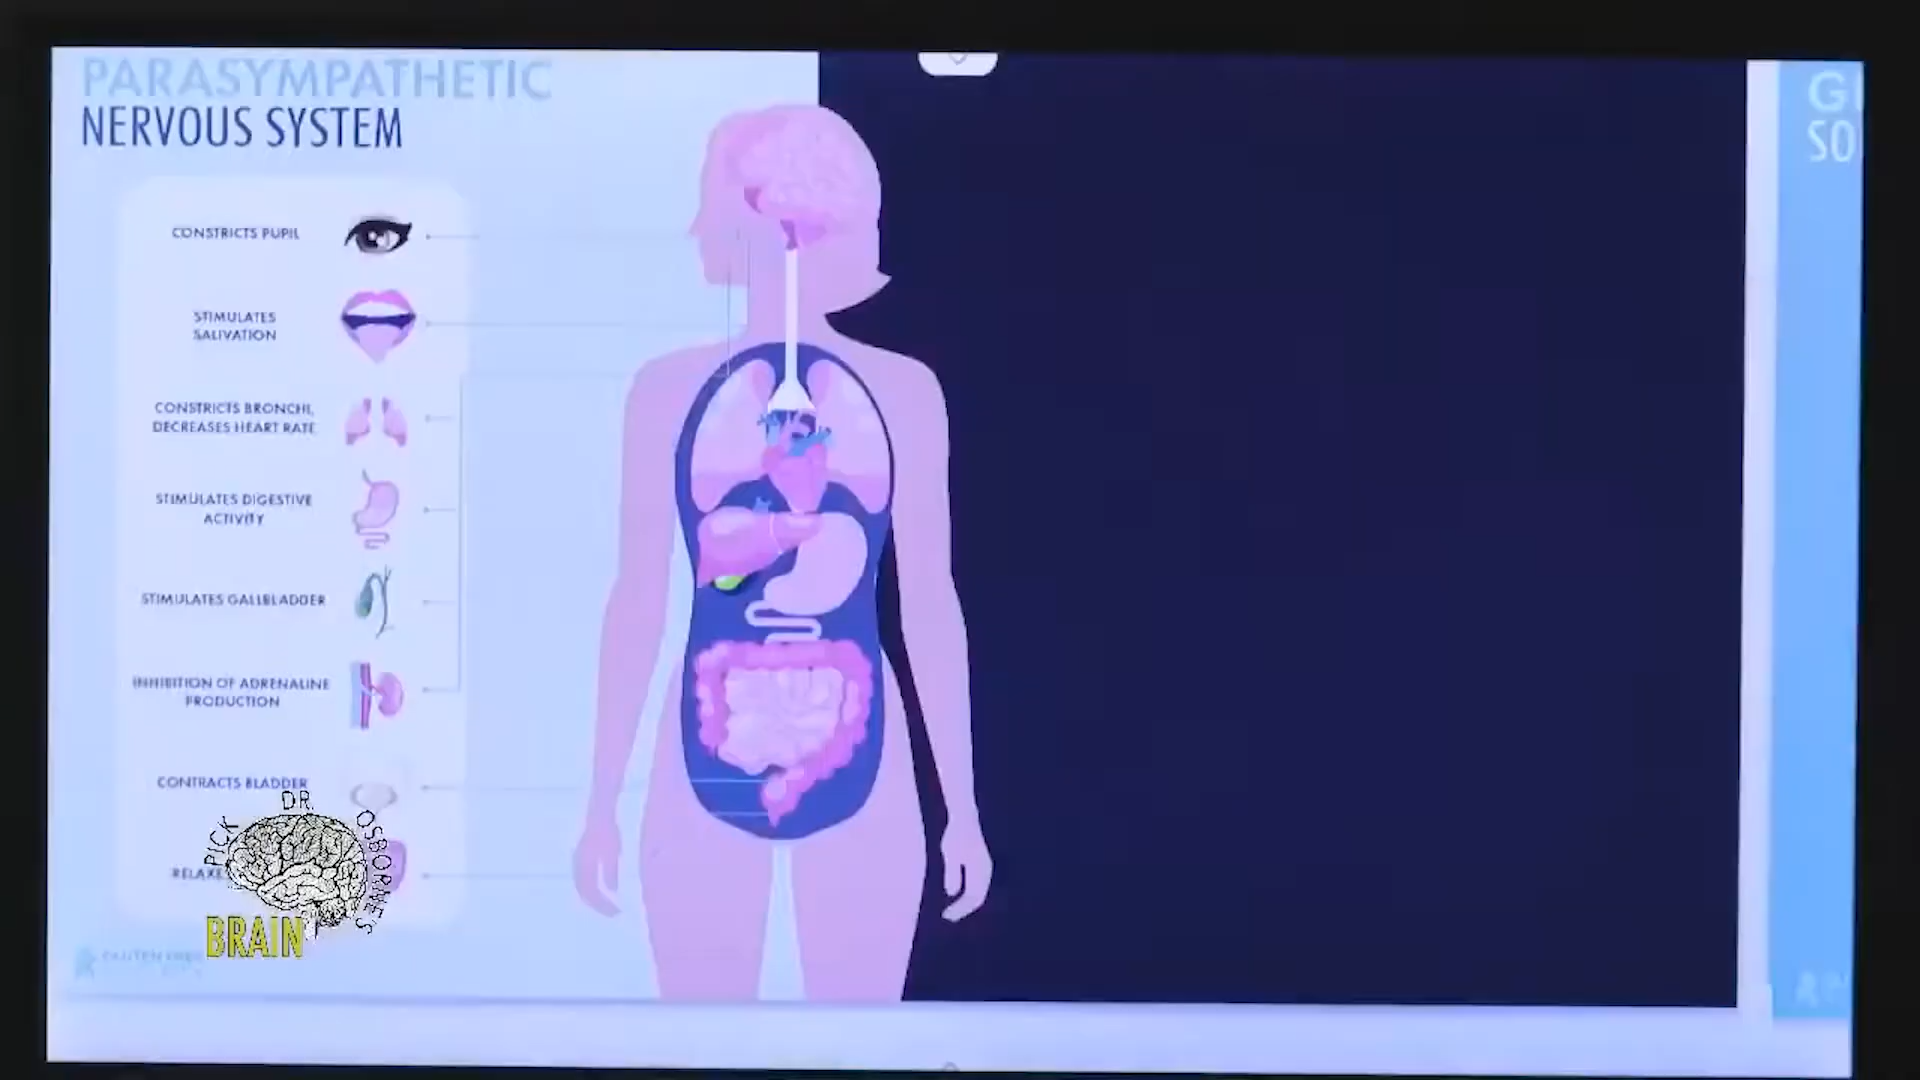 PARASYMPATHETIC
NERVOUS SYSTEM
CONSTRICTS PUPIL
STIMULATES
SALIVATION
CONSTRICTS BRONCHI,
DECREASES HEART RATE
STIMULATES DIGESTIVE
ACTIVITY
STIMULATES GALLBLADDER
INHIBITION OF ADRENALINE
PRODUCTION
CONTRACTS BLADDER
PICK DR. OSBORNE'S
BRAIN
SO